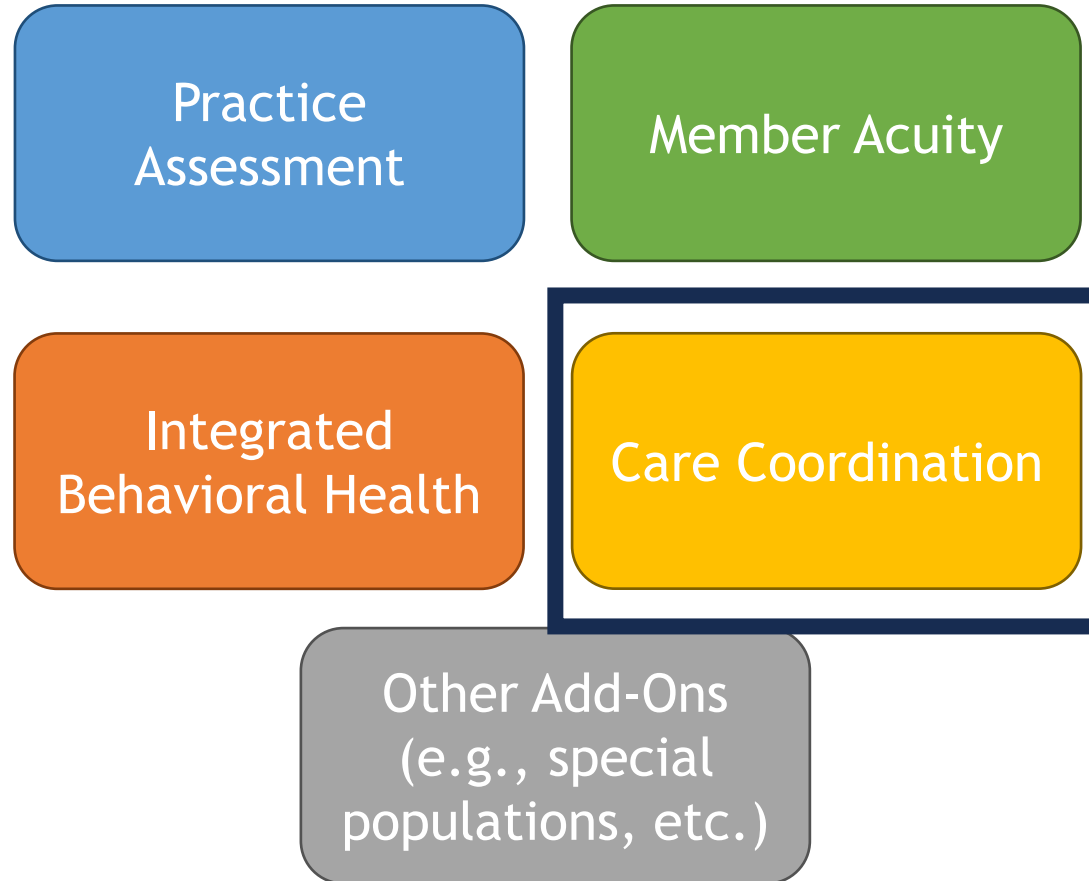 Practice
Assessment
Member Acuity
Integrated
Behavioral Health
Care Coordination
Other Add-Ons
(e.g., special
populations, etc.)